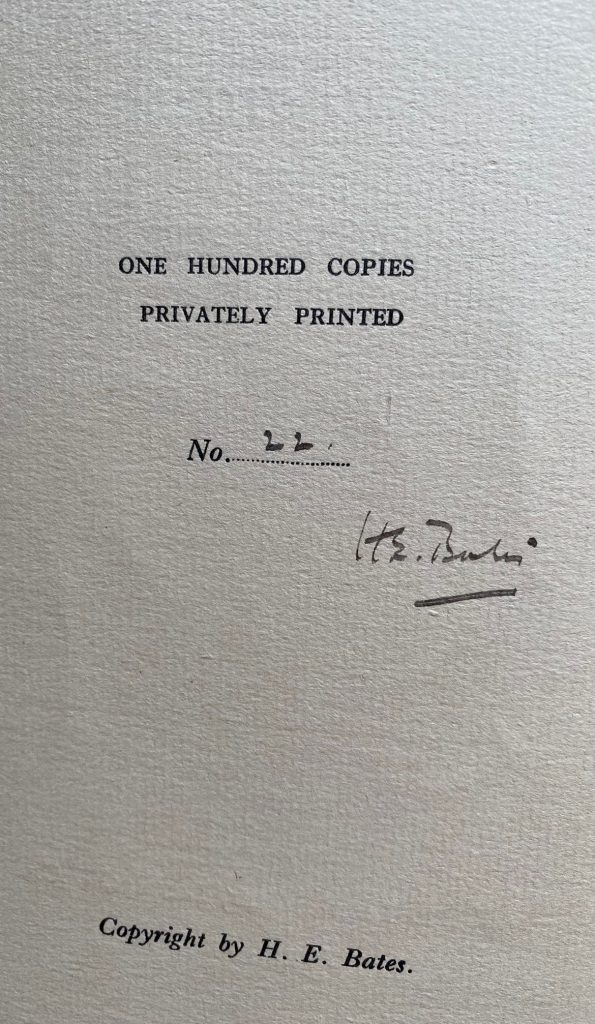 ONE HUNDRED COPIES
PRIVATELY PRINTED
No. 22.
H.E. Bates
Copyright by H. E. Bates.